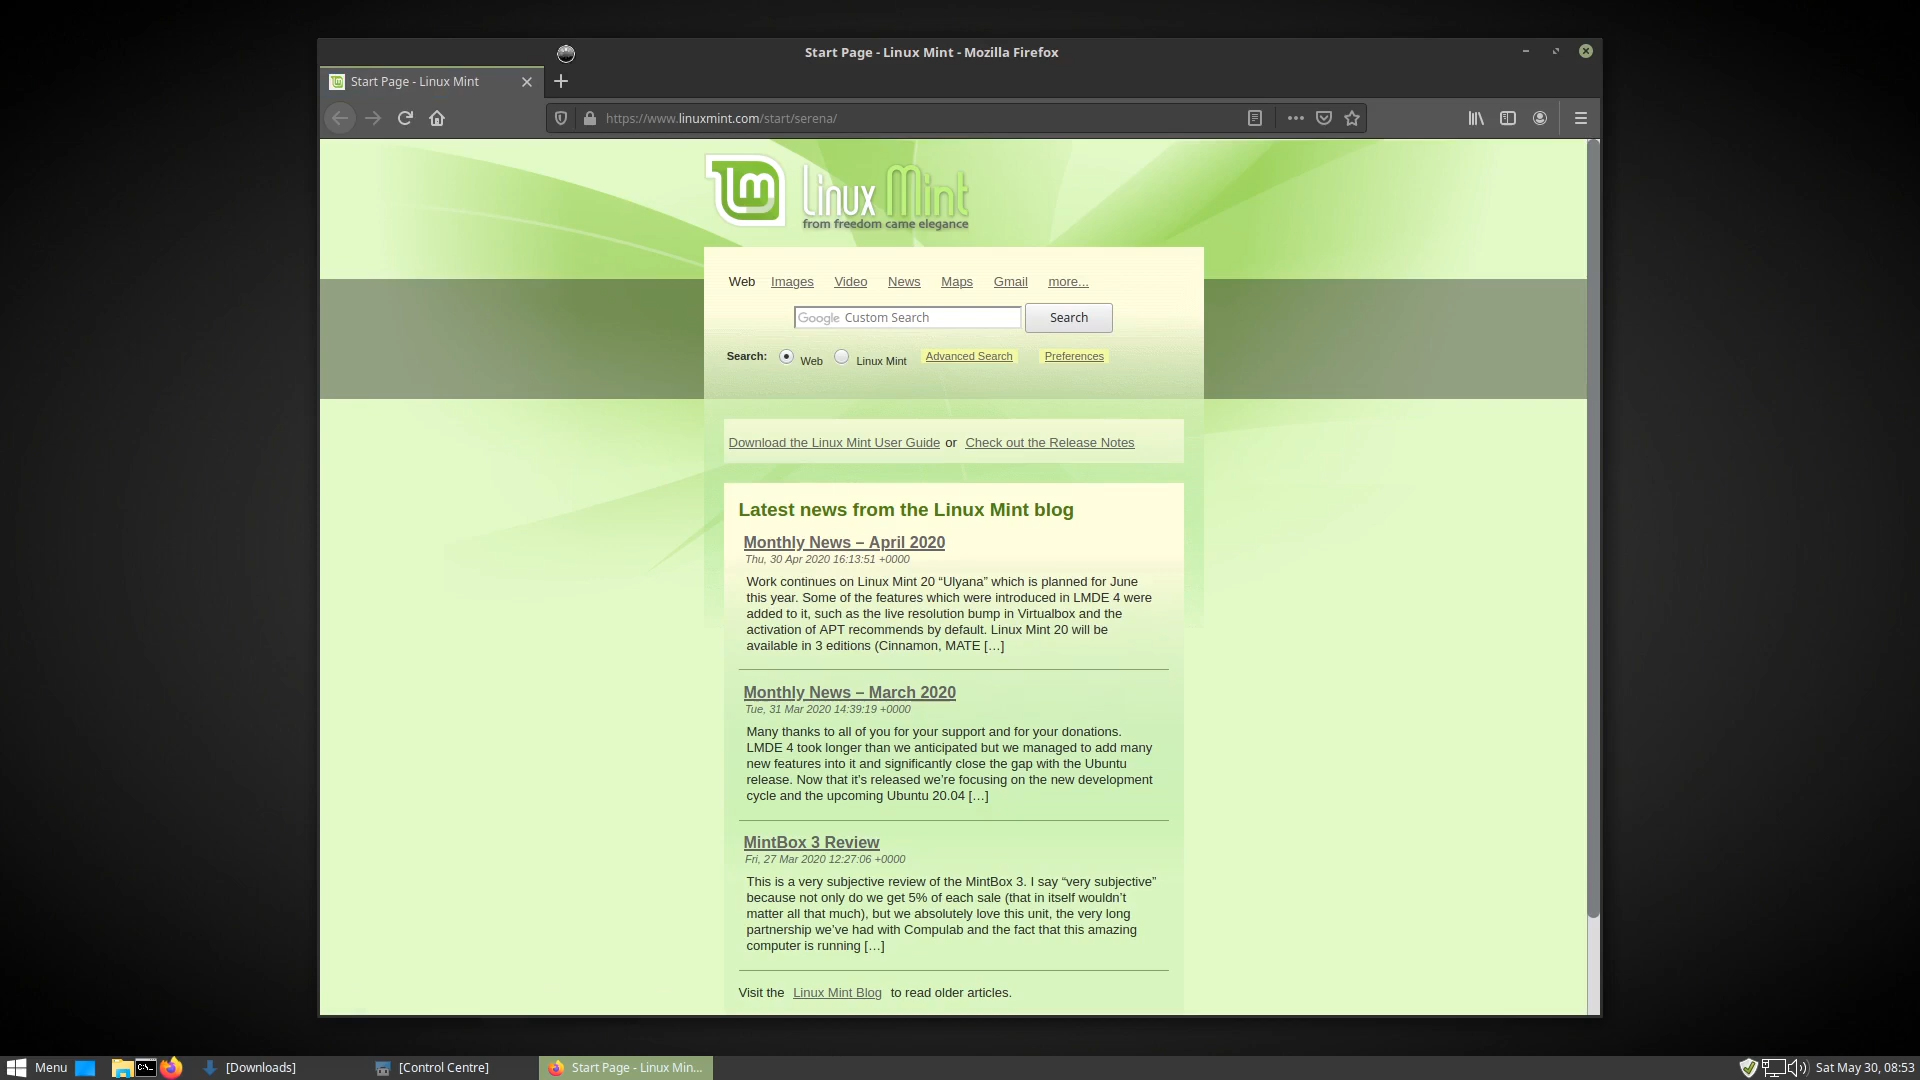 Start Page - Linux Mint - Mozilla Firefox
Start Page - Linux Mint
https://www.linuxmint.com/start/serena/
lm Linux Mint
from freedom came elegance
Web Images Video News Maps Gmail more...
Google Custom Search Search
Search: Web Linux Mint Advanced Search Preferences
Download the Linux Mint User Guide or Check out the Release Notes
Latest news from the Linux Mint blog
Monthly News – April 2020
Thu, 30 Apr 2020 16:13:51 +0000
Work continues on Linux Mint 20 “Ulyana” which is planned for June
this year. Some of the features which were introduced in LMDE 4 were
added to it, such as the live resolution bump in Virtualbox and the
activation of APT recommends by default. Linux Mint 20 will be
available in 3 editions (Cinnamon, MATE […]
Monthly News – March 2020
Tue, 31 Mar 2020 14:39:19 +0000
Many thanks to all of you for your support and for your donations.
LMDE 4 took longer than we anticipated but we managed to add many
new features into it and significantly close the gap with the Ubuntu
release. Now that it’s released we’re focusing on the new development
cycle and the upcoming Ubuntu 20.04 […]
MintBox 3 Review
Fri, 27 Mar 2020 12:27:06 +0000
This is a very subjective review of the MintBox 3. I say “very subjective”
because not only do we get 5% of each sale (that in itself wouldn’t
matter all that much), but we absolutely love this unit, the very long
partnership we’ve had with Compulab and the fact that this amazing
computer is running […]
Visit the Linux Mint Blog to read older articles.
Menu [Downloads] [Control Centre] Start Page - Linux Min... Sat May 30, 08:53